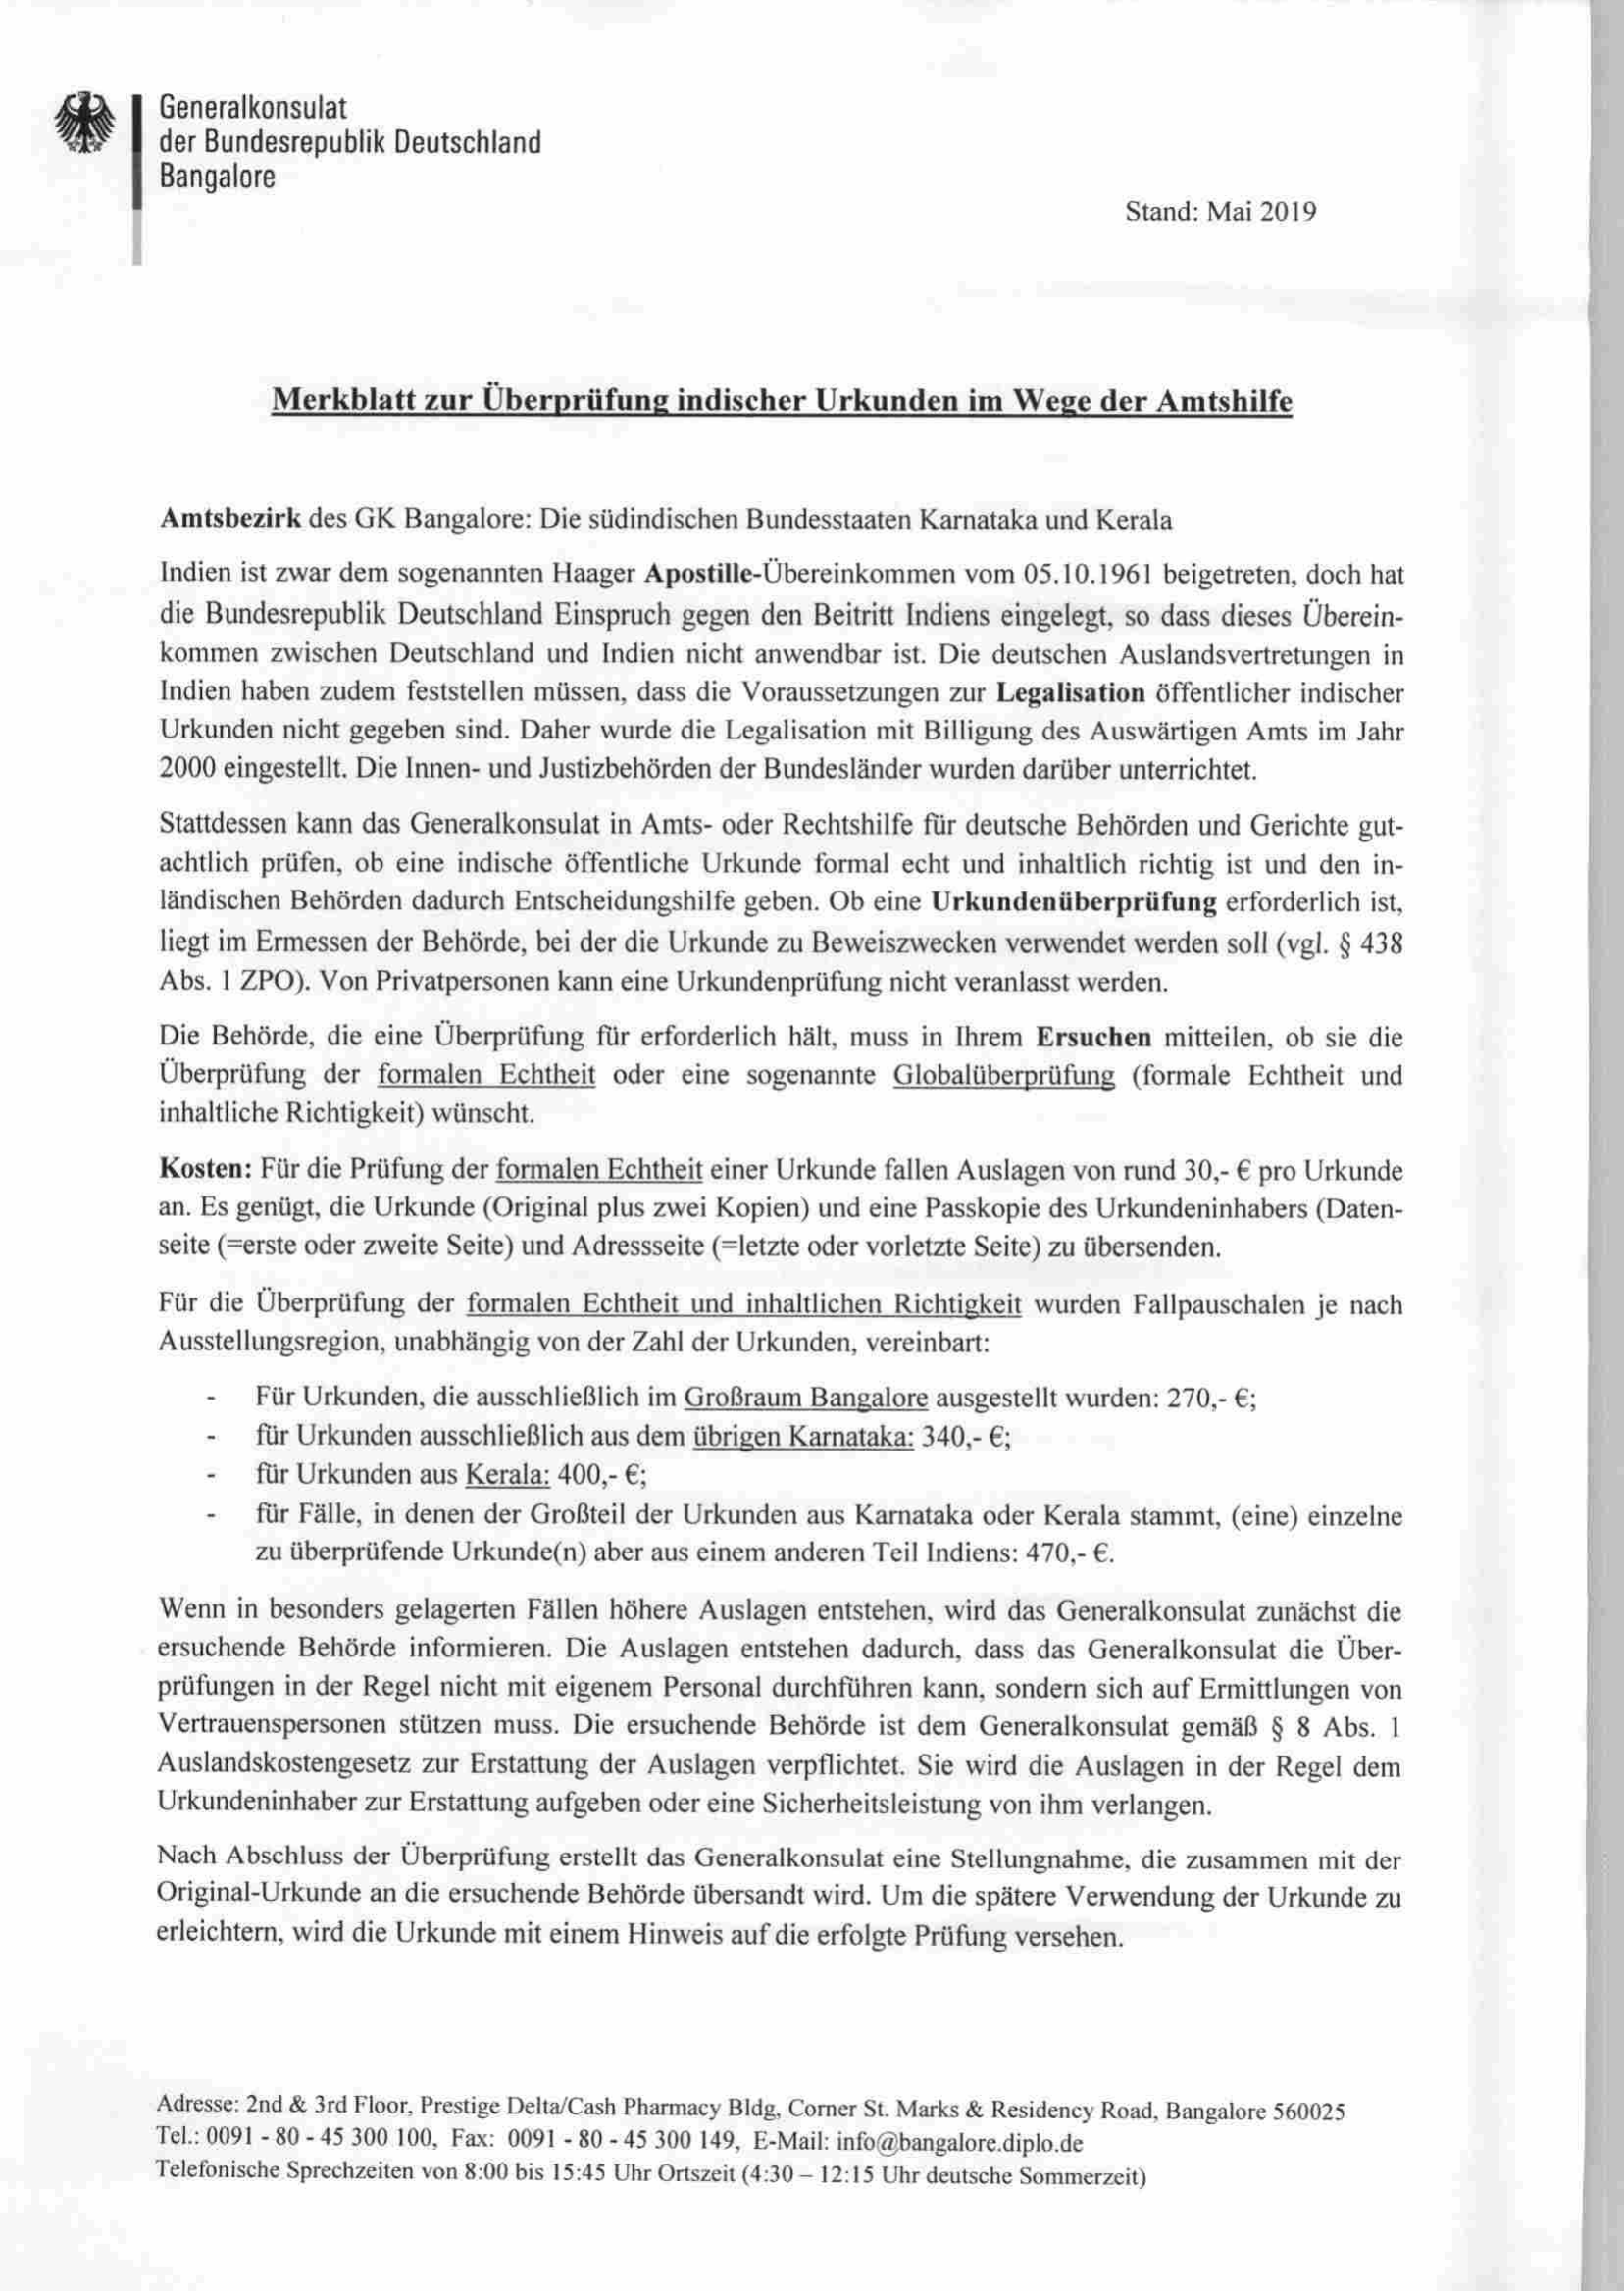 Generalkonsulat
der Bundesrepublik Deutschland
Bangalore
Stand: Mai 2019
Merkblatt zur Überprüfung indischer Urkunden im Wege der Amtshilfe
Amtsbezirk des GK Bangalore: Die südindischen Bundesstaaten Karnataka und Kerala
Indien ist zwar dem sogenannten Haager Apostille-Übereinkommen vom 05.10.1961 beigetreten, doch hat
die Bundesrepublik Deutschland Einspruch gegen den Beitritt Indiens eingelegt, so dass dieses Überein-
kommen zwischen Deutschland und Indien nicht anwendbar ist. Die deutschen Auslandsvertretungen in
Indien haben zudem feststellen müssen, dass die Voraussetzungen zur Legalisation öffentlicher indischer
Urkunden nicht gegeben sind. Daher wurde die Legalisation mit Billigung des Auswärtigen Amts im Jahr
2000 eingestellt. Die Innen- und Justizbehörden der Bundesländer wurden darüber unterrichtet.
Stattdessen kann das Generalkonsulat in Amts- oder Rechtshilfe für deutsche Behörden und Gerichte gut-
achtlich prüfen, ob eine indische öffentliche Urkunde formal echt und inhaltlich richtig ist und den in-
ländischen Behörden dadurch Entscheidungshilfe geben. Ob eine Urkundenüberprüfung erforderlich ist,
liegt im Ermessen der Behörde, bei der die Urkunde zu Beweiszwecken verwendet werden soll (vgl. § 438
Abs. 1 ZPO). Von Privatpersonen kann eine Urkundenprüfung nicht veranlasst werden.
Die Behörde, die eine Überprüfung für erforderlich hält, muss in Ihrem Ersuchen mitteilen, ob sie die
Überprüfung der formalen Echtheit oder eine sogenannte Globalüberprüfung (formale Echtheit und
inhaltliche Richtigkeit) wünscht.
Kosten: Für die Prüfung der formalen Echtheit einer Urkunde fallen Auslagen von rund 30,- € pro Urkunde
an. Es genügt, die Urkunde (Original plus zwei Kopien) und eine Passkopie des Urkundeninhabers (Daten-
seite (=erste oder zweite Seite) und Adressseite (=letzte oder vorletzte Seite) zu übersenden.
Für die Überprüfung der formalen Echtheit und inhaltlichen Richtigkeit wurden Fallpauschalen je nach
Ausstellungsregion, unabhängig von der Zahl der Urkunden, vereinbart:
- Für Urkunden, die ausschließlich im Großraum Bangalore ausgestellt wurden: 270,- €;
- für Urkunden ausschließlich aus dem übrigen Karnataka: 340,- €;
- für Urkunden aus Kerala: 400,- €;
- für Fälle, in denen der Großteil der Urkunden aus Karnataka oder Kerala stammt, (eine) einzelne
zu überprüfende Urkunde(n) aber aus einem anderen Teil Indiens: 470,- €.
Wenn in besonders gelagerten Fällen höhere Auslagen entstehen, wird das Generalkonsulat zunächst die
ersuchende Behörde informieren. Die Auslagen entstehen dadurch, dass das Generalkonsulat die Über-
prüfungen in der Regel nicht mit eigenem Personal durchführen kann, sondern sich auf Ermittlungen von
Vertrauenspersonen stützen muss. Die ersuchende Behörde ist dem Generalkonsulat gemäß § 8 Abs. 1
Auslandskostengesetz zur Erstattung der Auslagen verpflichtet. Sie wird die Auslagen in der Regel dem
Urkundeninhaber zur Erstattung aufgeben oder eine Sicherheitsleistung von ihm verlangen.
Nach Abschluss der Überprüfung erstellt das Generalkonsulat eine Stellungnahme, die zusammen mit der
Original-Urkunde an die ersuchende Behörde übersandt wird. Um die spätere Verwendung der Urkunde zu
erleichtern, wird die Urkunde mit einem Hinweis auf die erfolgte Prüfung versehen.
Adresse: 2nd & 3rd Floor, Prestige Delta/Cash Pharmacy Bldg, Corner St. Marks & Residency Road, Bangalore 560025
Tel.: 0091 - 80 - 45 300 100, Fax: 0091 - 80 - 45 300 149, E-Mail: info@bangalore.diplo.de
Telefonische Sprechzeiten von 8:00 bis 15:45 Uhr Ortszeit (4:30 – 12:15 Uhr deutsche Sommerzeit)